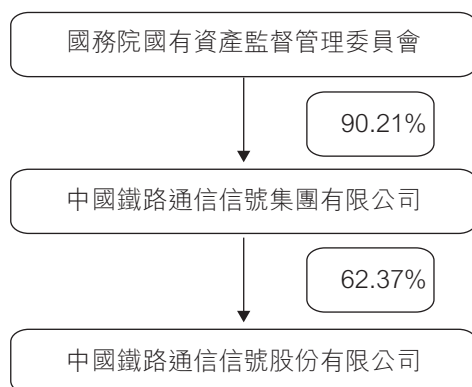 國務院國有資產監督管理委員會
90.21%
中國鐵路通信信號集團有限公司
62.37%
中國鐵路通信信號股份有限公司